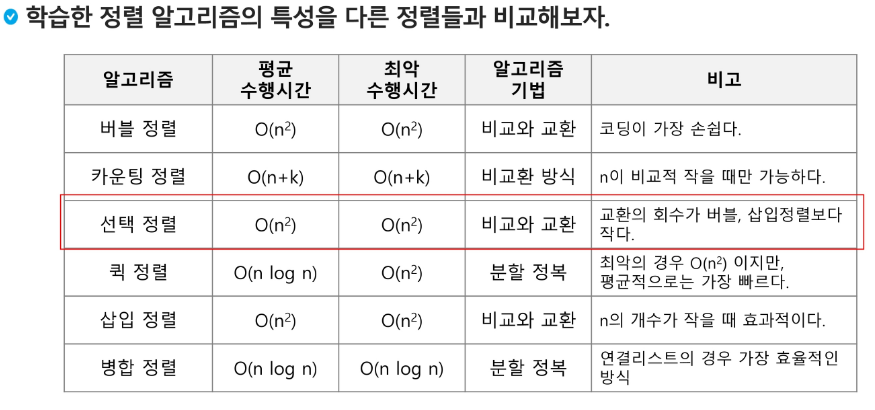 학습한 정렬 알고리즘의 특성을 다른 정렬들과 비교해보자.
알고리즘 평균 수행시간 최악 수행시간 알고리즘 기법 비고
버블 정렬 O(n²) O(n²) 비교와 교환 코딩이 가장 손쉽다.
카운팅 정렬 O(n+k) O(n+k) 비교환 방식 n이 비교적 작을 때만 가능하다.
선택 정렬 O(n²) O(n²) 비교와 교환 교환의 회수가 버블, 삽입정렬보다 작다.
퀵 정렬 O(n log n) O(n²) 분할 정복 최악의 경우 O(n²) 이지만, 평균적으로는 가장 빠르다.
삽입 정렬 O(n²) O(n²) 비교와 교환 n의 개수가 작을 때 효과적이다.
병합 정렬 O(n log n) O(n log n) 분할 정복 연결리스트의 경우 가장 효율적인 방식